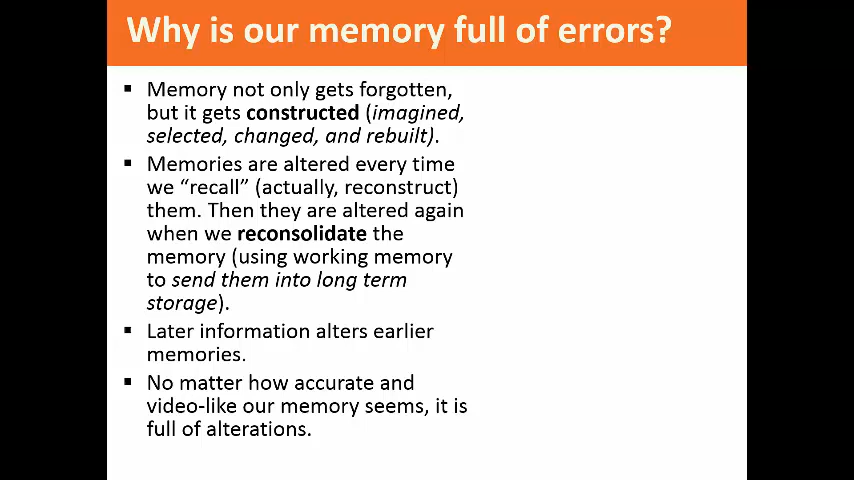 Why is our memory full of errors?
▪ Memory not only gets forgotten,
but it gets constructed (imagined,
selected, changed, and rebuilt).
▪ Memories are altered every time
we “recall” (actually, reconstruct)
them. Then they are altered again
when we reconsolidate the
memory (using working memory
to send them into long term
storage).
▪ Later information alters earlier
memories.
▪ No matter how accurate and
video-like our memory seems, it is
full of alterations.